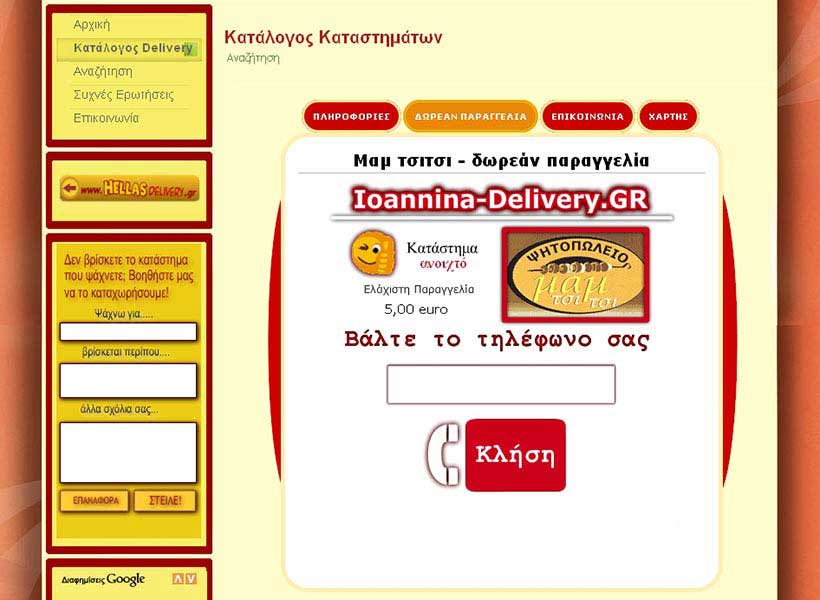 Αρχική
Κατάλογος Delivery
Αναζήτηση
Συχνές Ερωτήσεις
Επικοινωνία
www.HELLASDELIVERY.gr
Δεν βρίσκετε το κατάστημα
που ψάχνετε; Βοηθήστε μας
να το καταχωρήσουμε!
Ψάχνω για.....
βρίσκεται περίπου....
άλλα σχόλια σας...
ΕΠΑΝΑΦΟΡΑ
ΣΤΕΙΛΕ!
Διαφημίσεις Google
Κατάλογος Καταστημάτων
Αναζήτηση
ΠΛΗΡΟΦΟΡΙΕΣ
ΔΩΡΕΑΝ ΠΑΡΑΓΓΕΛΙΑ
ΕΠΙΚΟΙΝΩΝΙΑ
ΧΑΡΤΗΣ
Μαμ τσιτσι - δωρεάν παραγγελία
Ioannina-Delivery.GR
Κατάστημα
ανοιχτό
Ελάχιστη Παραγγελία
5,00 euro
ΨΗΤΟΠΩΛΕΙΟ
μαμ
τσι τσι
Βάλτε το τηλέφωνο σας
Κλήση